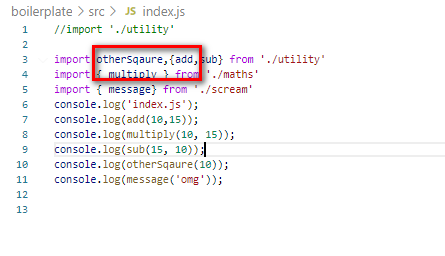 boilerplate > src > index.js
1 //import './utility'
2
3 import otherSqaure,{add,sub} from './utility'
4 import { multiply } from './maths'
5 import { message} from './scream'
6 console.log('index.js');
7 console.log(add(10,15));
8 console.log(multiply(10, 15));
9 console.log(sub(15, 10));
10 console.log(otherSqaure(10));
11 console.log(message('omg'));
12
13